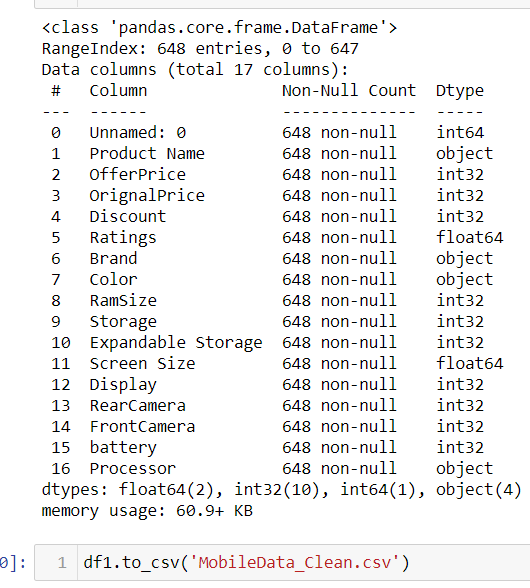 <class 'pandas.core.frame.DataFrame'>
RangeIndex: 648 entries, 0 to 647
Data columns (total 17 columns):
 #   Column              Non-Null Count  Dtype
---  ------              --------------  -----
 0   Unnamed: 0          648 non-null    int64
 1   Product Name        648 non-null    object
 2   OfferPrice          648 non-null    int32
 3   OrignalPrice        648 non-null    int32
 4   Discount            648 non-null    int32
 5   Ratings             648 non-null    float64
 6   Brand               648 non-null    object
 7   Color               648 non-null    object
 8   RamSize             648 non-null    int32
 9   Storage             648 non-null    int32
 10  Expandable Storage  648 non-null    int32
 11  Screen Size         648 non-null    float64
 12  Display             648 non-null    int32
 13  RearCamera          648 non-null    int32
 14  FrontCamera         648 non-null    int32
 15  battery             648 non-null    int32
 16  Processor           648 non-null    object
dtypes: float64(2), int32(10), int64(1), object(4)
memory usage: 60.9+ KB
0]: 1 df1.to_csv('MobileData_Clean.csv')